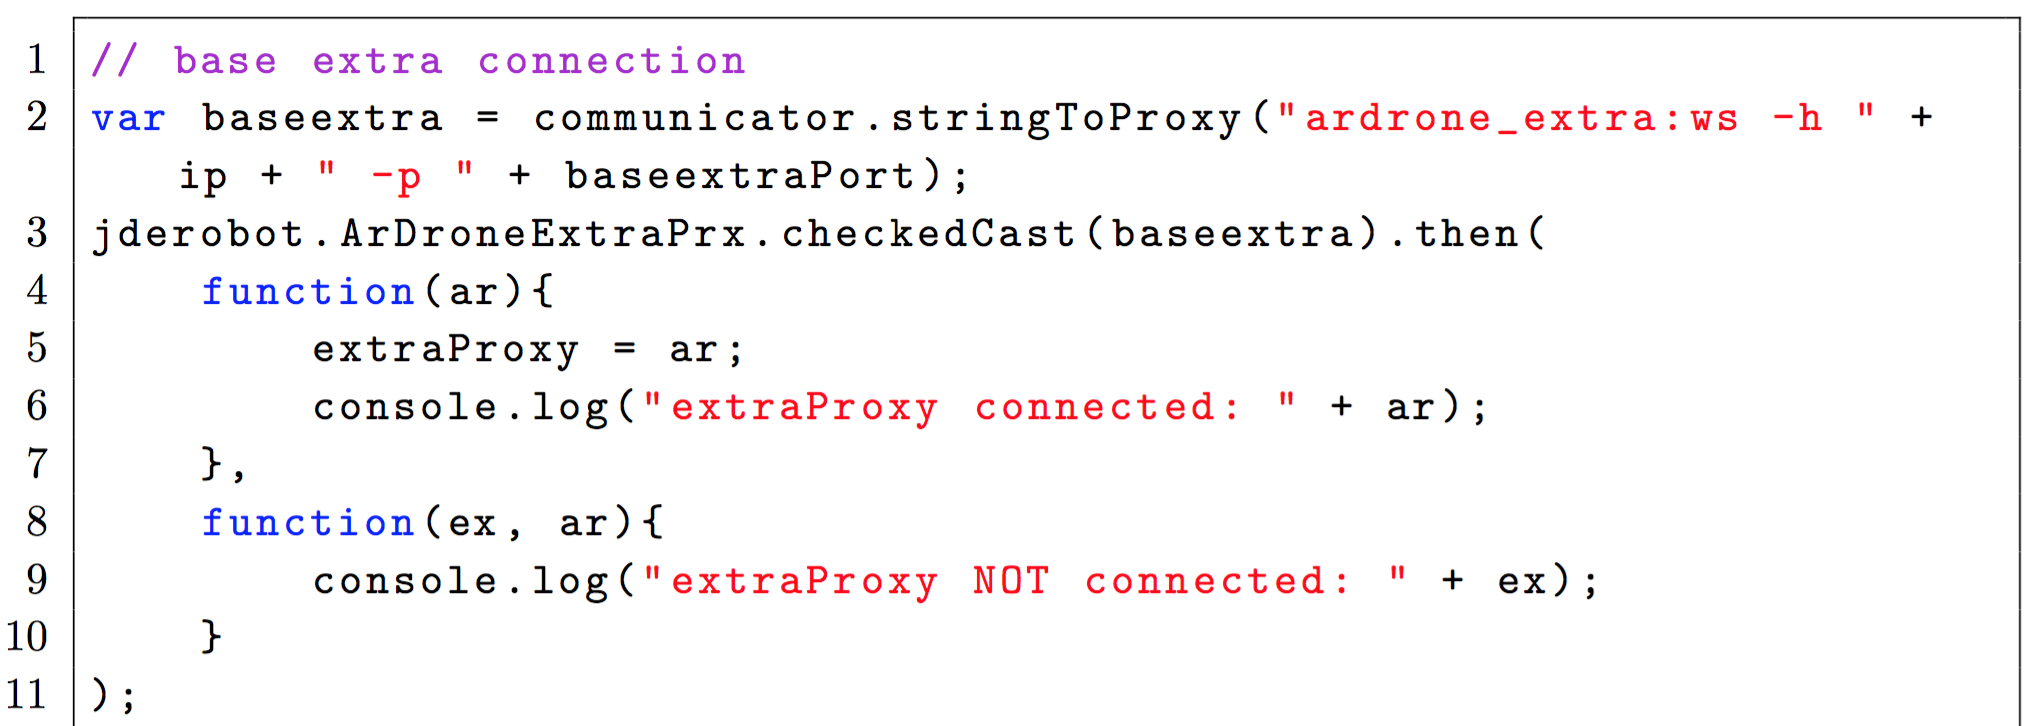 1 // base extra connection
2 var baseextra = communicator.stringToProxy("ardrone_extra:ws -h " +
ip + " -p " + baseextraPort);
3 jderobot.ArDroneExtraPrx.checkedCast(baseextra).then(
4 function(ar){
5 extraProxy = ar;
6 console.log("extraProxy connected: " + ar);
7 },
8 function(ex, ar){
9 console.log("extraProxy NOT connected: " + ex);
10 }
11 );